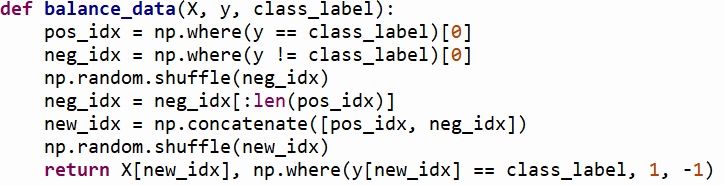 def balance_data(X, y, class_label):
    pos_idx = np.where(y == class_label)[0]
    neg_idx = np.where(y != class_label)[0]
    np.random.shuffle(neg_idx)
    neg_idx = neg_idx[:len(pos_idx)]
    new_idx = np.concatenate([pos_idx, neg_idx])
    np.random.shuffle(new_idx)
    return X[new_idx], np.where(y[new_idx] == class_label, 1, -1)